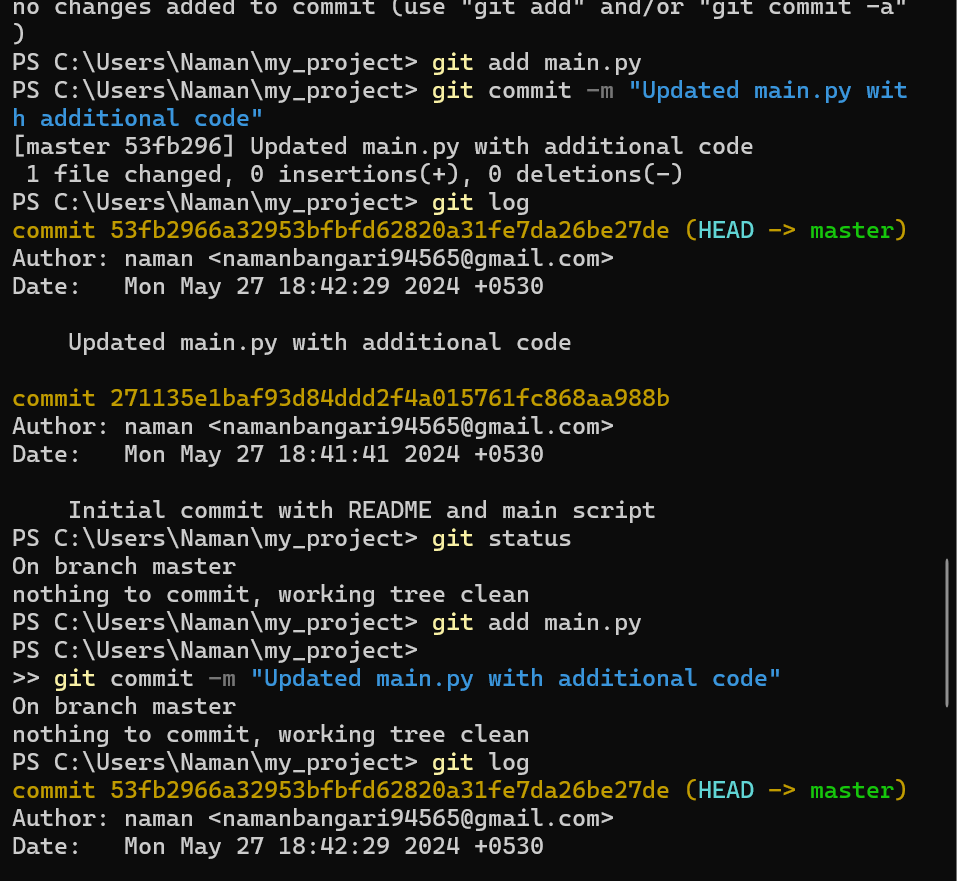 no changes added to commit (use "git add" and/or "git commit -a"
)
PS C:\Users\Naman\my_project> git add main.py
PS C:\Users\Naman\my_project> git commit -m "Updated main.py wit
h additional code"
[master 53fb296] Updated main.py with additional code
 1 file changed, 0 insertions(+), 0 deletions(-)
PS C:\Users\Naman\my_project> git log
commit 53fb2966a32953bfbfd62820a31fe7da26be27de (HEAD -> master)
Author: naman <namanbangari94565@gmail.com>
Date:   Mon May 27 18:42:29 2024 +0530

    Updated main.py with additional code

commit 271135e1baf93d84ddd2f4a015761fc868aa988b
Author: naman <namanbangari94565@gmail.com>
Date:   Mon May 27 18:41:41 2024 +0530

    Initial commit with README and main script
PS C:\Users\Naman\my_project> git status
On branch master
nothing to commit, working tree clean
PS C:\Users\Naman\my_project> git add main.py
PS C:\Users\Naman\my_project>
>> git commit -m "Updated main.py with additional code"
On branch master
nothing to commit, working tree clean
PS C:\Users\Naman\my_project> git log
commit 53fb2966a32953bfbfd62820a31fe7da26be27de (HEAD -> master)
Author: naman <namanbangari94565@gmail.com>
Date:   Mon May 27 18:42:29 2024 +0530